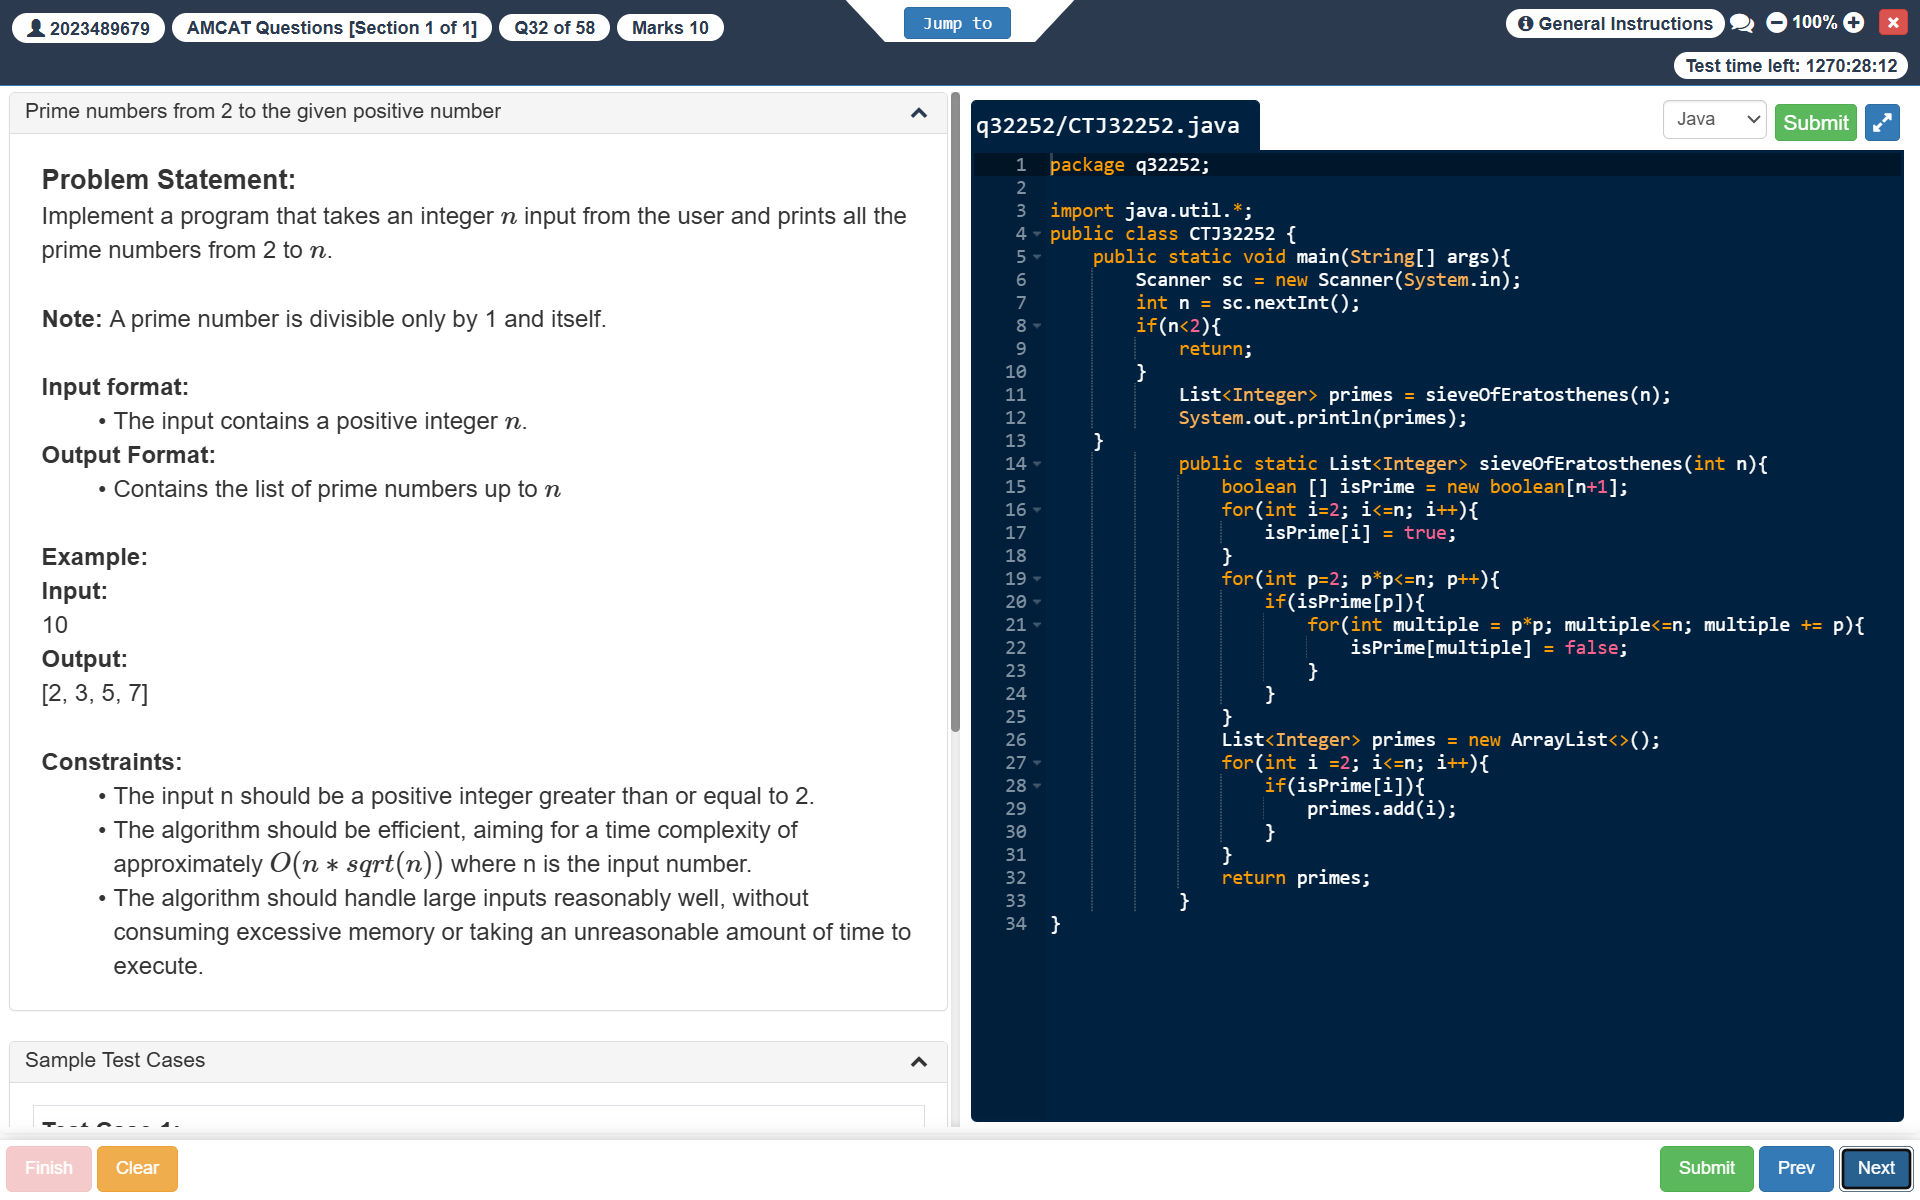 2023489679
AMCAT Questions [Section 1 of 1]
Q32 of 58
Marks 10
Jump to
General Instructions
100%
Test time left: 1270:28:12
Prime numbers from 2 to the given positive number
Problem Statement:
Implement a program that takes an integer n input from the user and prints all the
prime numbers from 2 to n.
Note: A prime number is divisible only by 1 and itself.
Input format:
• The input contains a positive integer n.
Output Format:
• Contains the list of prime numbers up to n
Example:
Input:
10
Output:
[2, 3, 5, 7]
Constraints:
• The input n should be a positive integer greater than or equal to 2.
• The algorithm should be efficient, aiming for a time complexity of
approximately O(n * sqrt(n)) where n is the input number.
• The algorithm should handle large inputs reasonably well, without
consuming excessive memory or taking an unreasonable amount of time to
execute.
Sample Test Cases
Test Case 1:
q32252/CTJ32252.java
Java
Submit
1 package q32252;
2
3 import java.util.*;
4 public class CTJ32252 {
5 public static void main(String[] args){
6 Scanner sc = new Scanner(System.in);
7 int n = sc.nextInt();
8 if(n<2){
9 return;
10 }
11 List<Integer> primes = sieveOfEratosthenes(n);
12 System.out.println(primes);
13 }
14 public static List<Integer> sieveOfEratosthenes(int n){
15 boolean [] isPrime = new boolean[n+1];
16 for(int i=2; i<=n; i++){
17 isPrime[i] = true;
18 }
19 for(int p=2; p*p<=n; p++){
20 if(isPrime[p]){
21 for(int multiple = p*p; multiple<=n; multiple += p){
22 isPrime[multiple] = false;
23 }
24 }
25 }
26 List<Integer> primes = new ArrayList<>();
27 for(int i =2; i<=n; i++){
28 if(isPrime[i]){
29 primes.add(i);
30 }
31 }
32 return primes;
33 }
34 }
Finish
Clear
Submit
Prev
Next